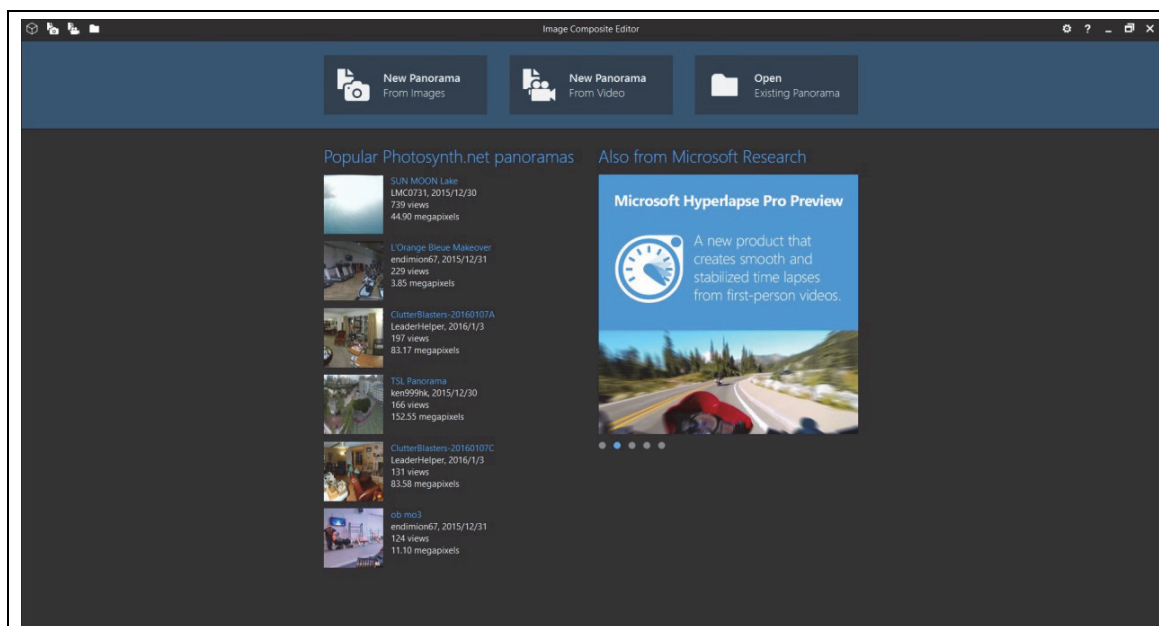 Image Composite Editor
?
New Panorama
From Images
New Panorama
From Video
Open
Existing Panorama
Popular Photosynth.net panoramas
SUN MOON Lake
LMC0731, 2015/12/30
739 views
44.90 megapixels
L'Orange Bleue Makeover
endimion67, 2015/12/31
229 views
3.85 megapixels
ClutterBlasters-20160107A
LeaderHelper, 2016/1/3
197 views
83.17 megapixels
TSL Panorama
ken999hk, 2015/12/30
166 views
152.55 megapixels
ClutterBlasters-20160107C
LeaderHelper, 2016/1/3
131 views
83.58 megapixels
ob mo3
endimion67, 2015/12/31
124 views
11.10 megapixels
Also from Microsoft Research
Microsoft Hyperlapse Pro Preview
A new product that
creates smooth and
stabilized time lapses
from first-person videos.